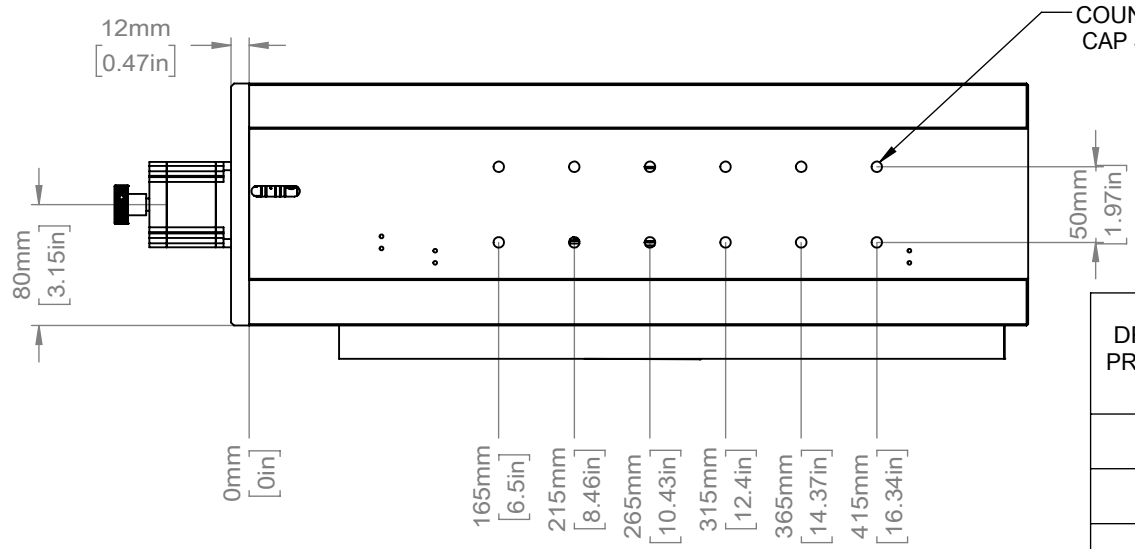 12mm
[0.47in]
COUN
CAP
50mm
[1.97in]
80mm
[3.15in]
DI
PR
0mm
[0in]
165mm
[6.5in]
215mm
[8.46in]
265mm
[10.43in]
315mm
[12.4in]
365mm
[14.37in]
415mm
[16.34in]